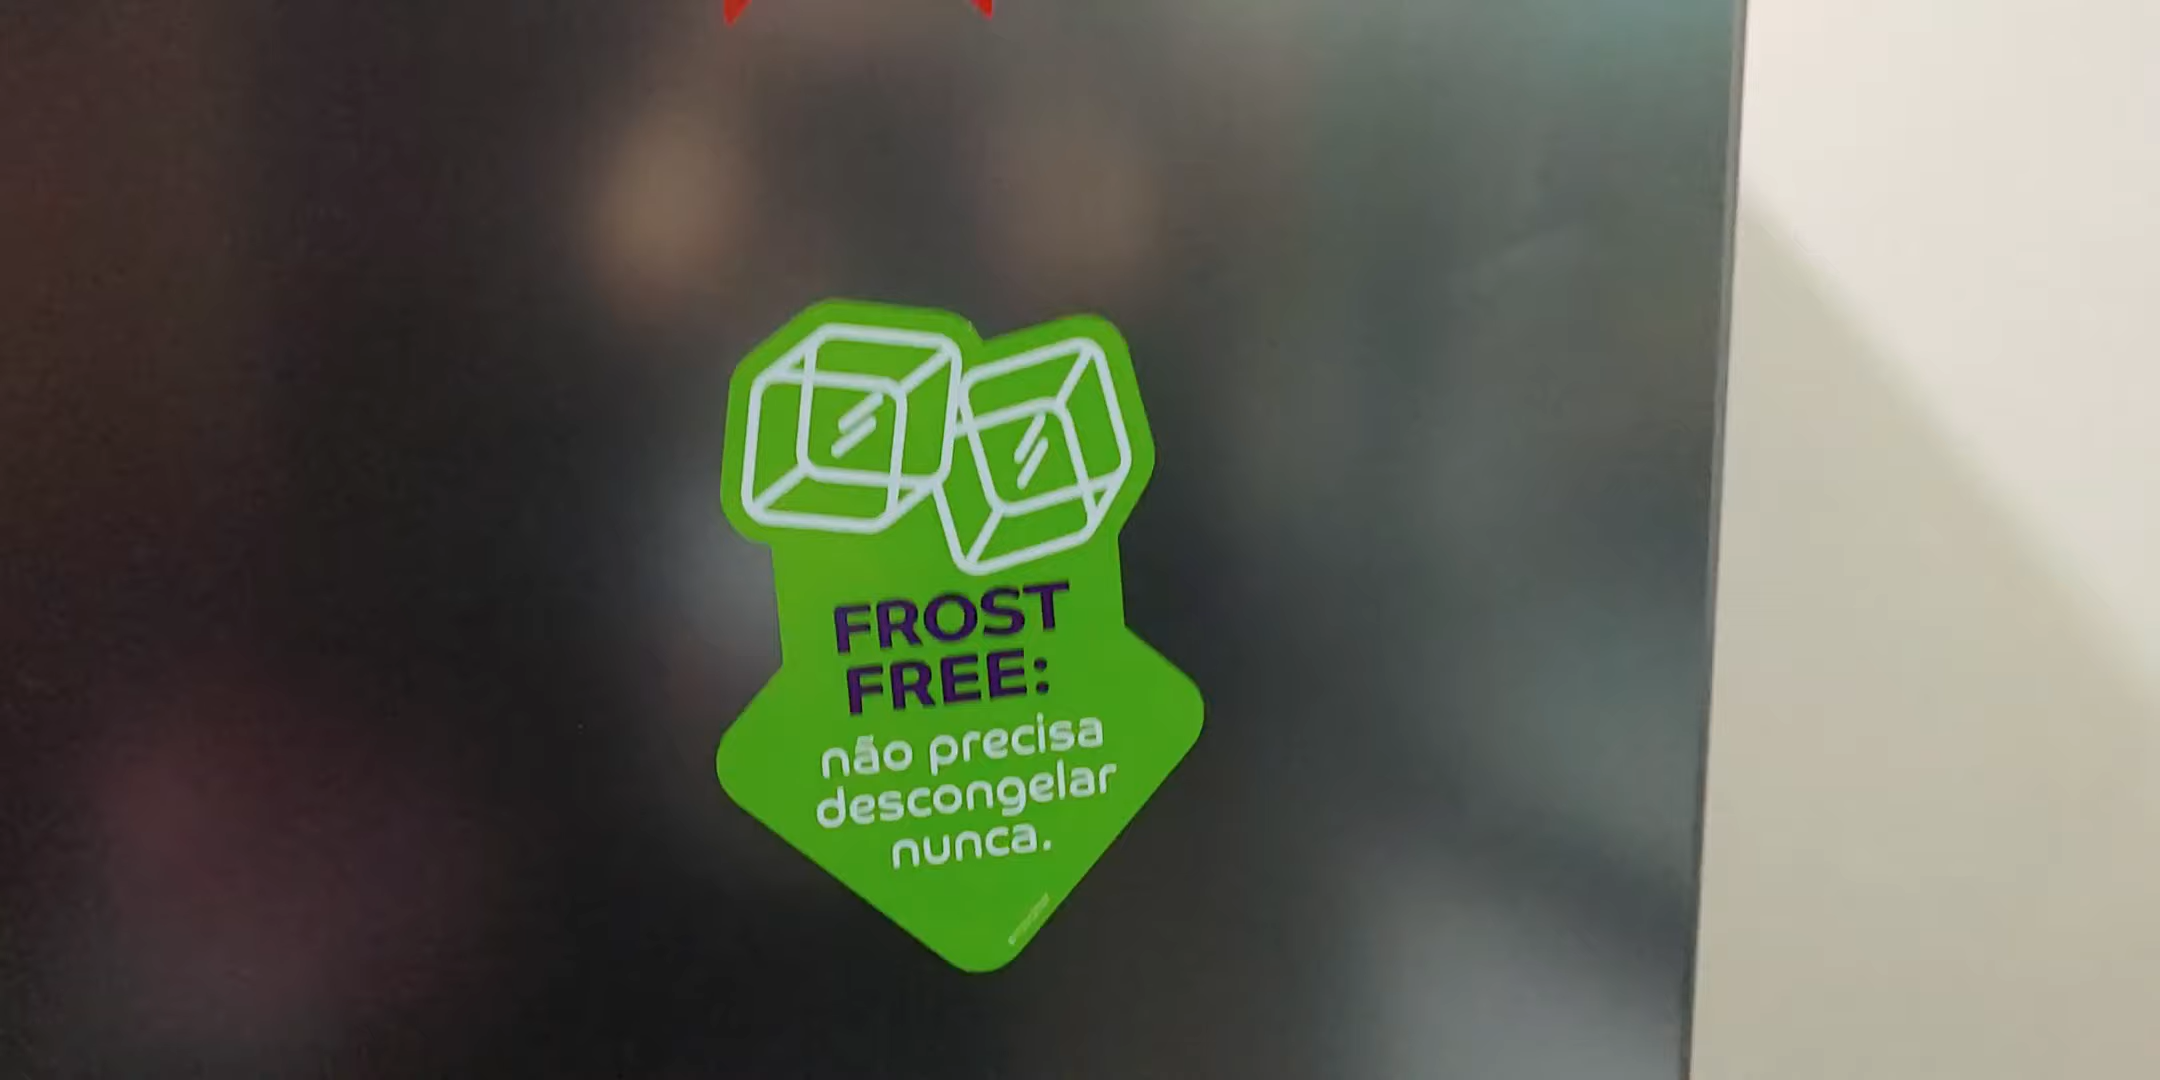 FROST
FREE:
não precisa
descongelar
nunca.